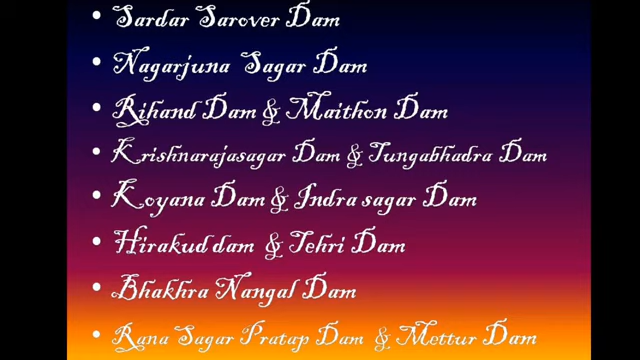 • Sardar Sarover Dam
• Nagarjuna Sagar Dam
• Rihand Dam & Maithon Dam
• Krishnarajasagar Dam & Tungabhadra Dam
• Koyana Dam & Indra sagar Dam
• Hirakud dam & Tehri Dam
• Bhakhra Nangal Dam
• Rana Sagar Pratap Dam & Mettur Dam